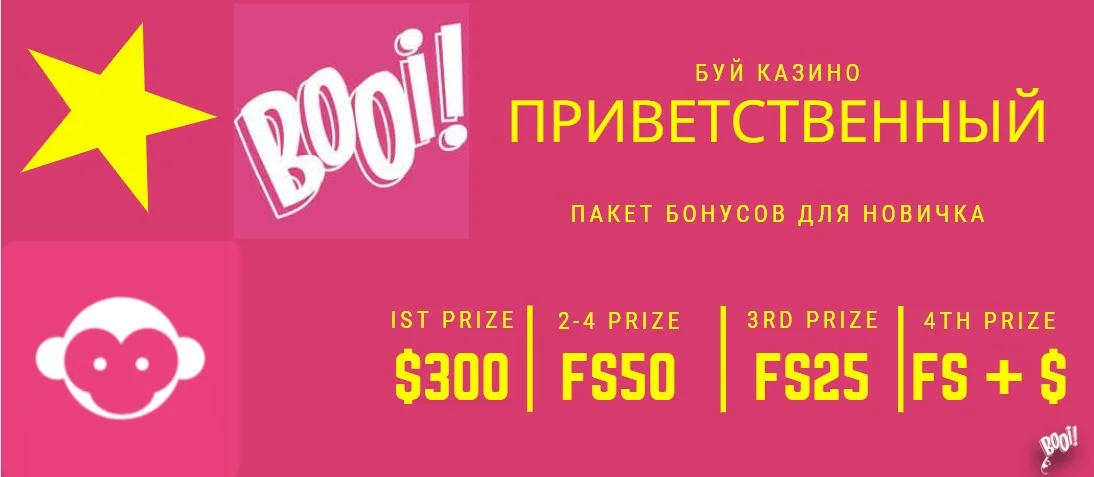 BOOi!
БУЙ КАЗИНО
ПРИВЕТСТВЕННЫЙ
ПАКЕТ БОНУСОВ ДЛЯ НОВИЧКА
IST PRIZE
$300
2-4 PRIZE
FS50
3RD PRIZE
FS25
4TH PRIZE
FS + $
BOOi!